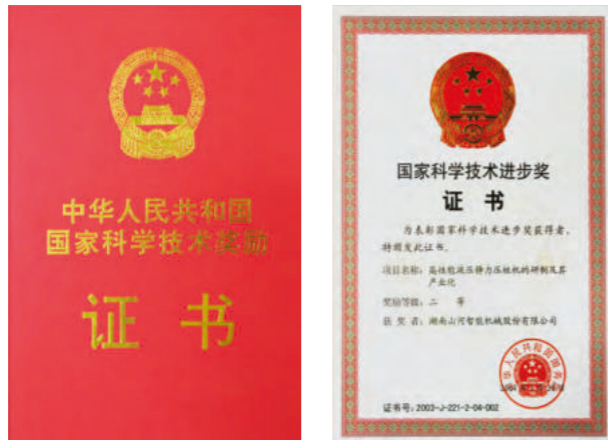 中华人民共和国
国家科学技术奖励
证书
国家科学技术进步奖
证书
为表彰国家科学技术进步奖获得者，
特颁发此证书。
项目名称：高性能液压静力压桩机的研制及其
产业化
奖励等级：二 等
获 奖 者：湖南山河智能机械股份有限公司
证书号：2003-J-221-2-04-002